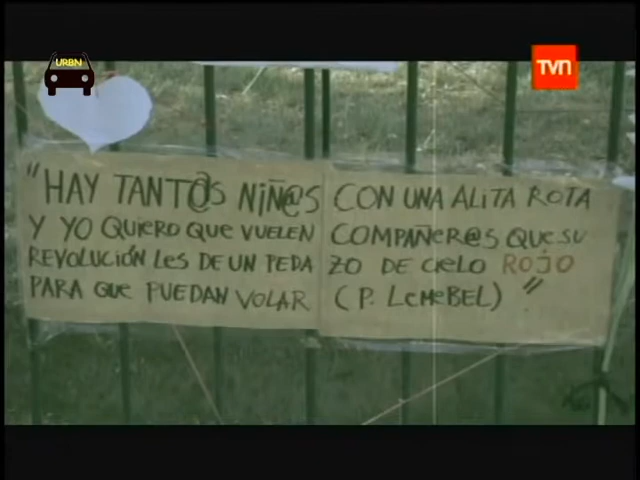 URBN
TVN
"HAY TANT@S NIÑ@S CON UNA ALITA ROTA
Y YO QUIERO QUE VUELEN COMPAÑER@S QUE SU
REVOLUCIÓN LES DE UN PEDAZO DE CIELO ROJO
PARA QUE PUEDAN VOLAR (P. LEMEBEL)"